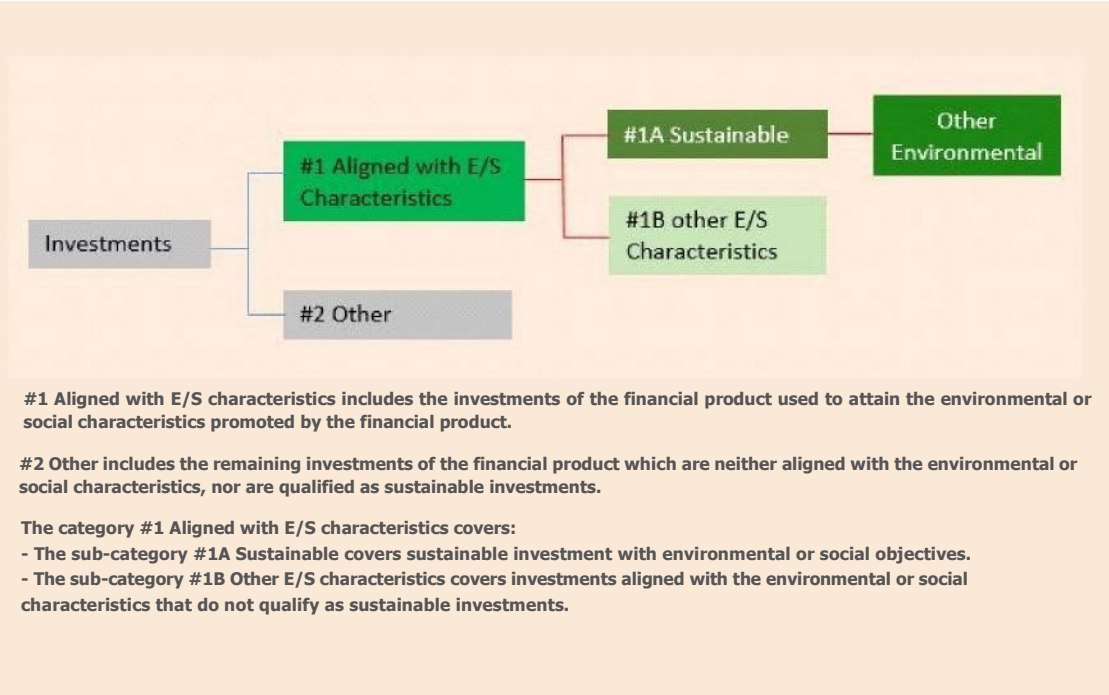 Other
Environmental
#1A Sustainable
#1 Aligned with E/S
Characteristics
#1B other E/S
Characteristics
Investments
#2 Other
#1 Aligned with E/S characteristics includes the investments of the financial product used to attain the environmental or
social characteristics promoted by the financial product.
#2 Other includes the remaining investments of the financial product which are neither aligned with the environmental or
social characteristics, nor are qualified as sustainable investments.
The category #1 Aligned with E/S characteristics covers:
- The sub-category #1A Sustainable covers sustainable investment with environmental or social objectives.
- The sub-category #1B Other E/S characteristics covers investments aligned with the environmental or social
characteristics that do not qualify as sustainable investments.